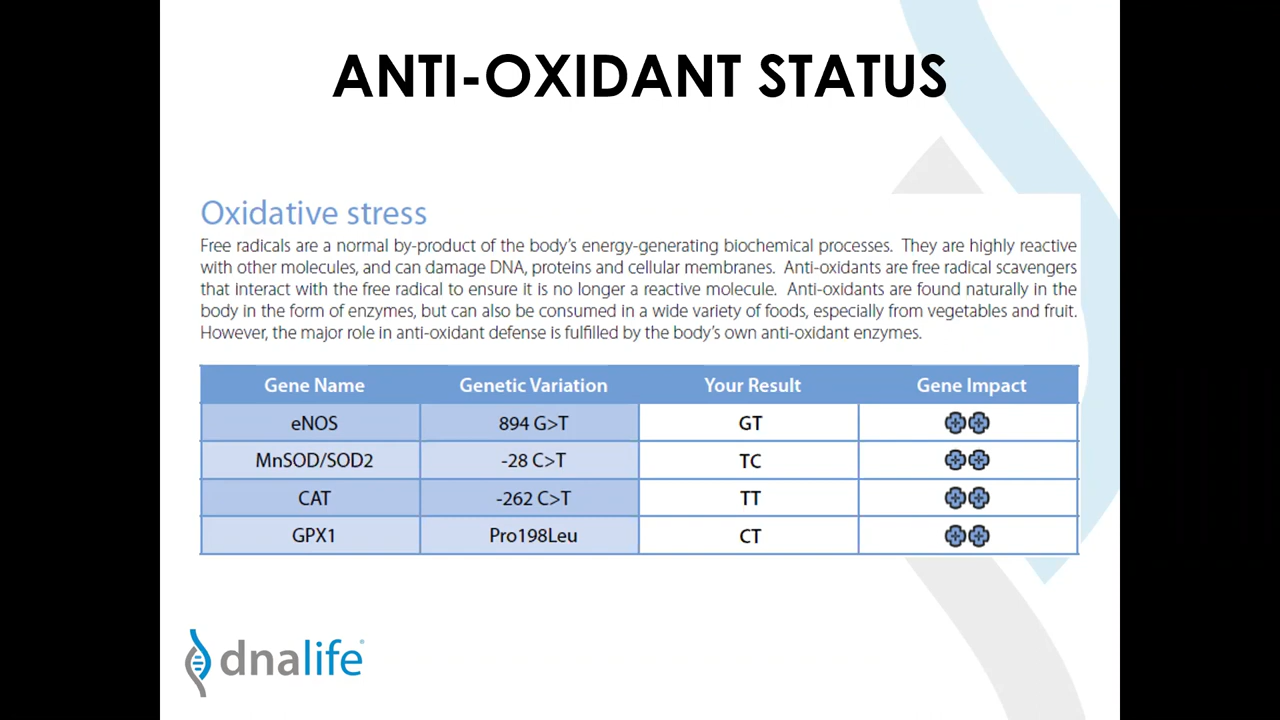 ANTI-OXIDANT STATUS
Oxidative stress
Free radicals are a normal by-product of the body's energy-generating biochemical processes. They are highly reactive
with other molecules, and can damage DNA, proteins and cellular membranes. Anti-oxidants are free radical scavengers
that interact with the free radical to ensure it is no longer a reactive molecule. Anti-oxidants are found naturally in the
body in the form of enzymes, but can also be consumed in a wide variety of foods, especially from vegetables and fruit.
However, the major role in anti-oxidant defense is fulfilled by the body's own anti-oxidant enzymes.
Gene Name Genetic Variation Your Result Gene Impact
eNOS 894 G>T GT
MnSOD/SOD2 -28 C>T TC
CAT -262 C>T TT
GPX1 Pro198Leu CT
dnalife